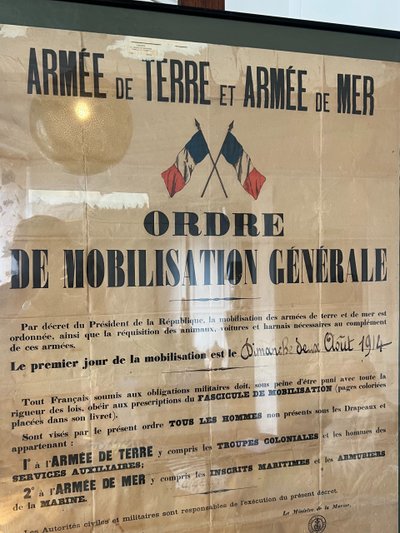 ARMÉE DE TERRE ET ARMÉE DE MER
ORDRE
DE MOBILISATION GÉNÉRALE
Par décret du Président de la République, la mobilisation des armées de terre et de mer est
ordonnée, ainsi que la réquisition des animaux, voitures et harnais nécessaires au complément
de ces armées.
Le premier jour de la mobilisation est le Dimanche deux Août 1914
Tout Français soumis aux obligations militaires doit, sous peine d'être puni avec toute la
rigueur des lois, obéir aux prescriptions du FASCICULE DE MOBILISATION (pages coloriées
placées dans son livret).
Sont visés par le présent ordre TOUS LES HOMMES non présents sous les Drapeaux et
appartenant :
1° à l'ARMÉE DE TERRE y compris les TROUPES COLONIALES et les hommes des
SERVICES AUXILIAIRES;
2° à l'ARMÉE DE MER y compris les INSCRITS MARITIMES et les ARMURIERS
de la MARINE.
Les Autorités civiles et militaires sont responsables de l'exécution du présent décret.
Le Ministre de la Marine,